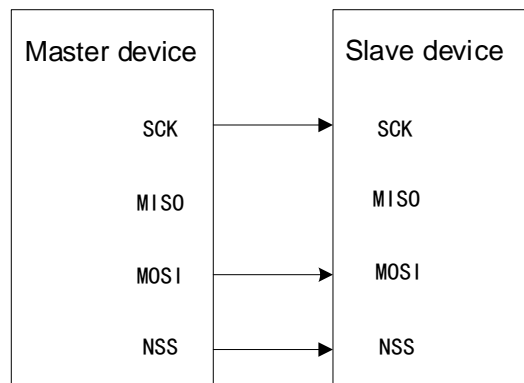 Master device
SCK
MISO
MOSI
NSS
Slave device
SCK
MISO
MOSI
NSS